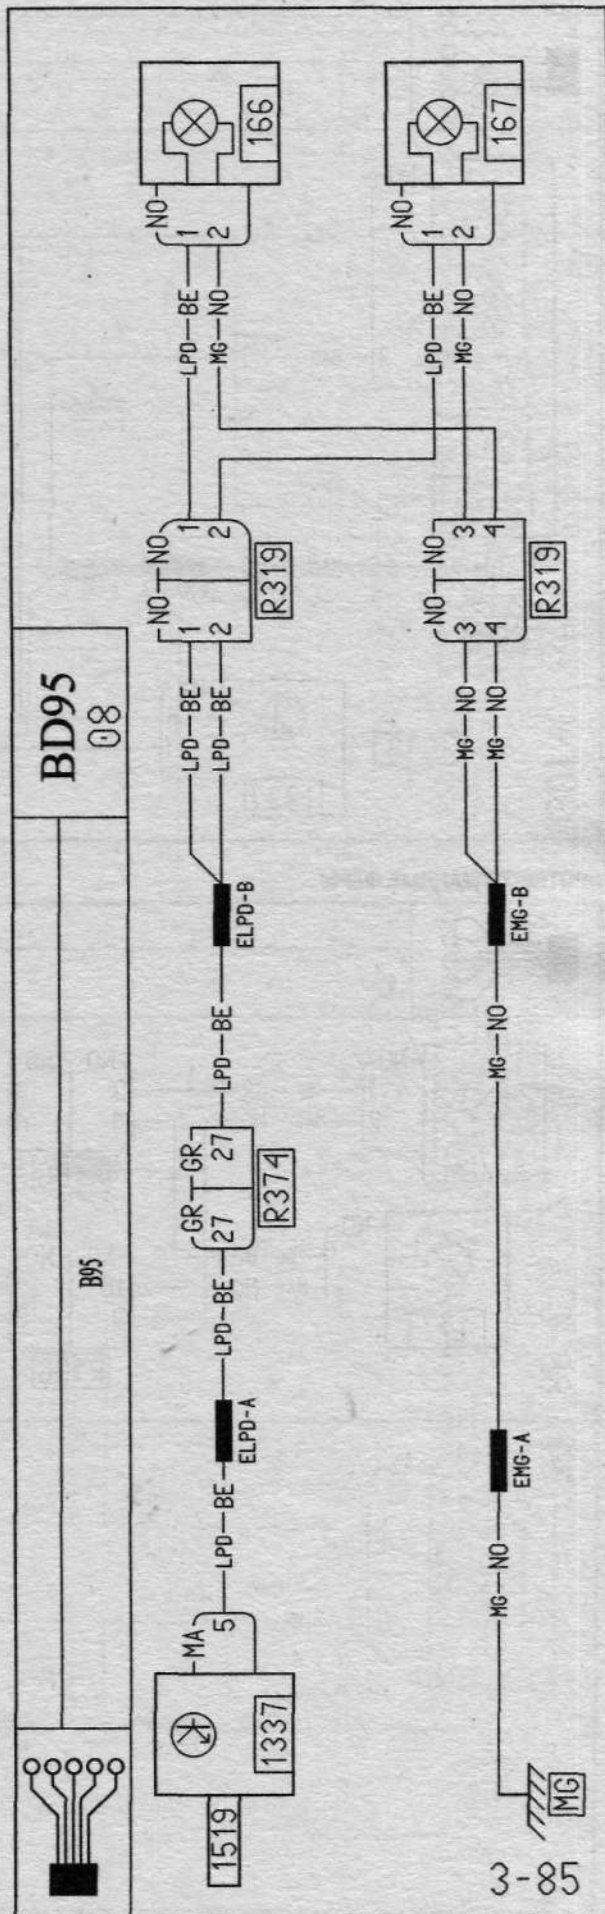 B95
BD95
08
NO
NO—NO
MA
GR—GR
1 LPD—BE 1 LPD—BE 1
5 LPD—BE LPD—BE 27 27 LPD—BE LPD—BE 2 2 MG—NO 2
1519
1337
ELPD-A
R374
ELPD-B
R319
166
NO
NO—NO
LPD—BE 1
MG—NO 3 3 MG—NO 2
MG—NO MG—NO MG—NO 4 4
EMG-A
EMG-B
R319
167
MG
3-85